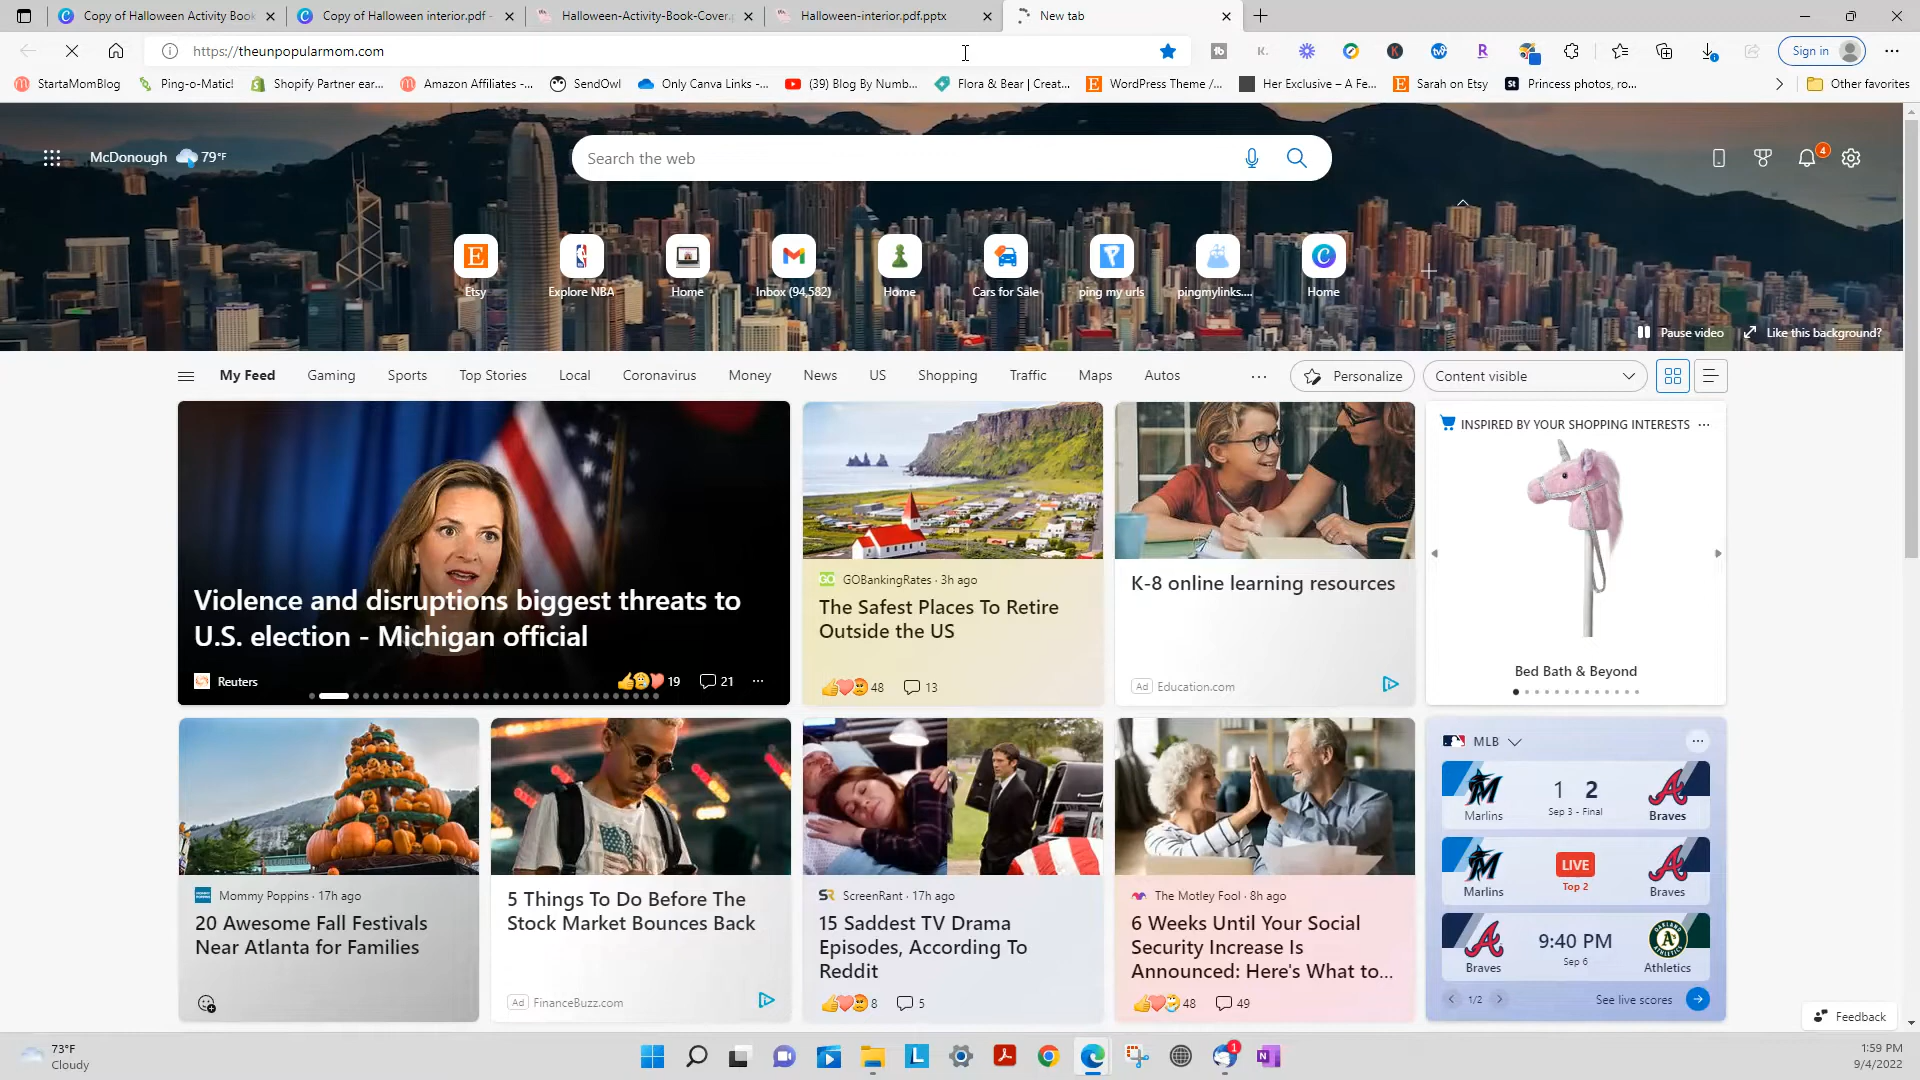 Copy of Halloween Activity Book
Copy of Halloween interior.pdf -
Halloween-Activity-Book-Cover.p
Halloween-interior.pdf.pptx
New tab
https://theunpopularmom.com
Sign in
StartaMomBlog
Ping-o-Matic!
Shopify Partner ear...
Amazon Affiliates -...
SendOwl
Only Canva Links -...
(39) Blog By Numb...
Flora & Bear | Creat...
WordPress Theme /...
Her Exclusive – A Fe...
Sarah on Etsy
Princess photos, ro...
Other favorites
McDonough
79°F
Search the web
4
Etsy
Explore NBA
Home
Inbox (94,582)
Home
Cars for Sale
ping my urls
pingmylinks....
Home
Pause video
Like this background?
My Feed
Gaming
Sports
Top Stories
Local
Coronavirus
Money
News
US
Shopping
Traffic
Maps
Autos
Personalize
Content visible
Violence and disruptions biggest threats to
U.S. election - Michigan official
Reuters
19
21
GOBankingRates · 3h ago
The Safest Places To Retire
Outside the US
48
13
K-8 online learning resources
Ad Education.com
INSPIRED BY YOUR SHOPPING INTERESTS
Bed Bath & Beyond
Mommy Poppins · 17h ago
20 Awesome Fall Festivals
Near Atlanta for Families
5 Things To Do Before The
Stock Market Bounces Back
Ad FinanceBuzz.com
ScreenRant · 17h ago
15 Saddest TV Drama
Episodes, According To
Reddit
8
5
The Motley Fool · 8h ago
6 Weeks Until Your Social
Security Increase Is
Announced: Here's What to...
48
49
MLB
Marlins
1 2
Sep 3 - Final
Braves
Marlins
LIVE
Top 2
Braves
Braves
9:40 PM
Sep 6
Athletics
1/2
See live scores
Feedback
73°F
Cloudy
1
1:59 PM
9/4/2022